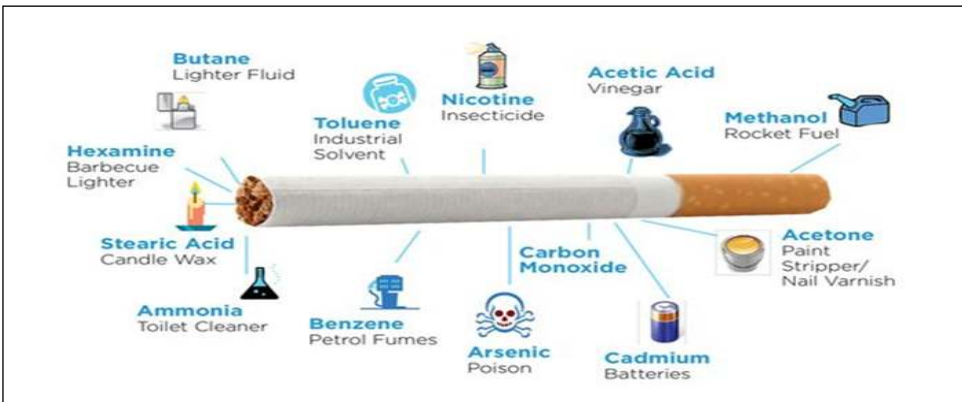 Butane
Lighter Fluid
Hexamine
Barbecue
Lighter
Stearic Acid
Candle Wax
Ammonia
Toilet Cleaner
Toluene
Industrial
Solvent
Nicotine
Insecticide
Acetic Acid
Vinegar
Methanol
Rocket Fuel
Benzene
Petrol Fumes
Arsenic
Poison
Carbon
Monoxide
Cadmium
Batteries
Acetone
Paint
Stripper/
Nail Varnish